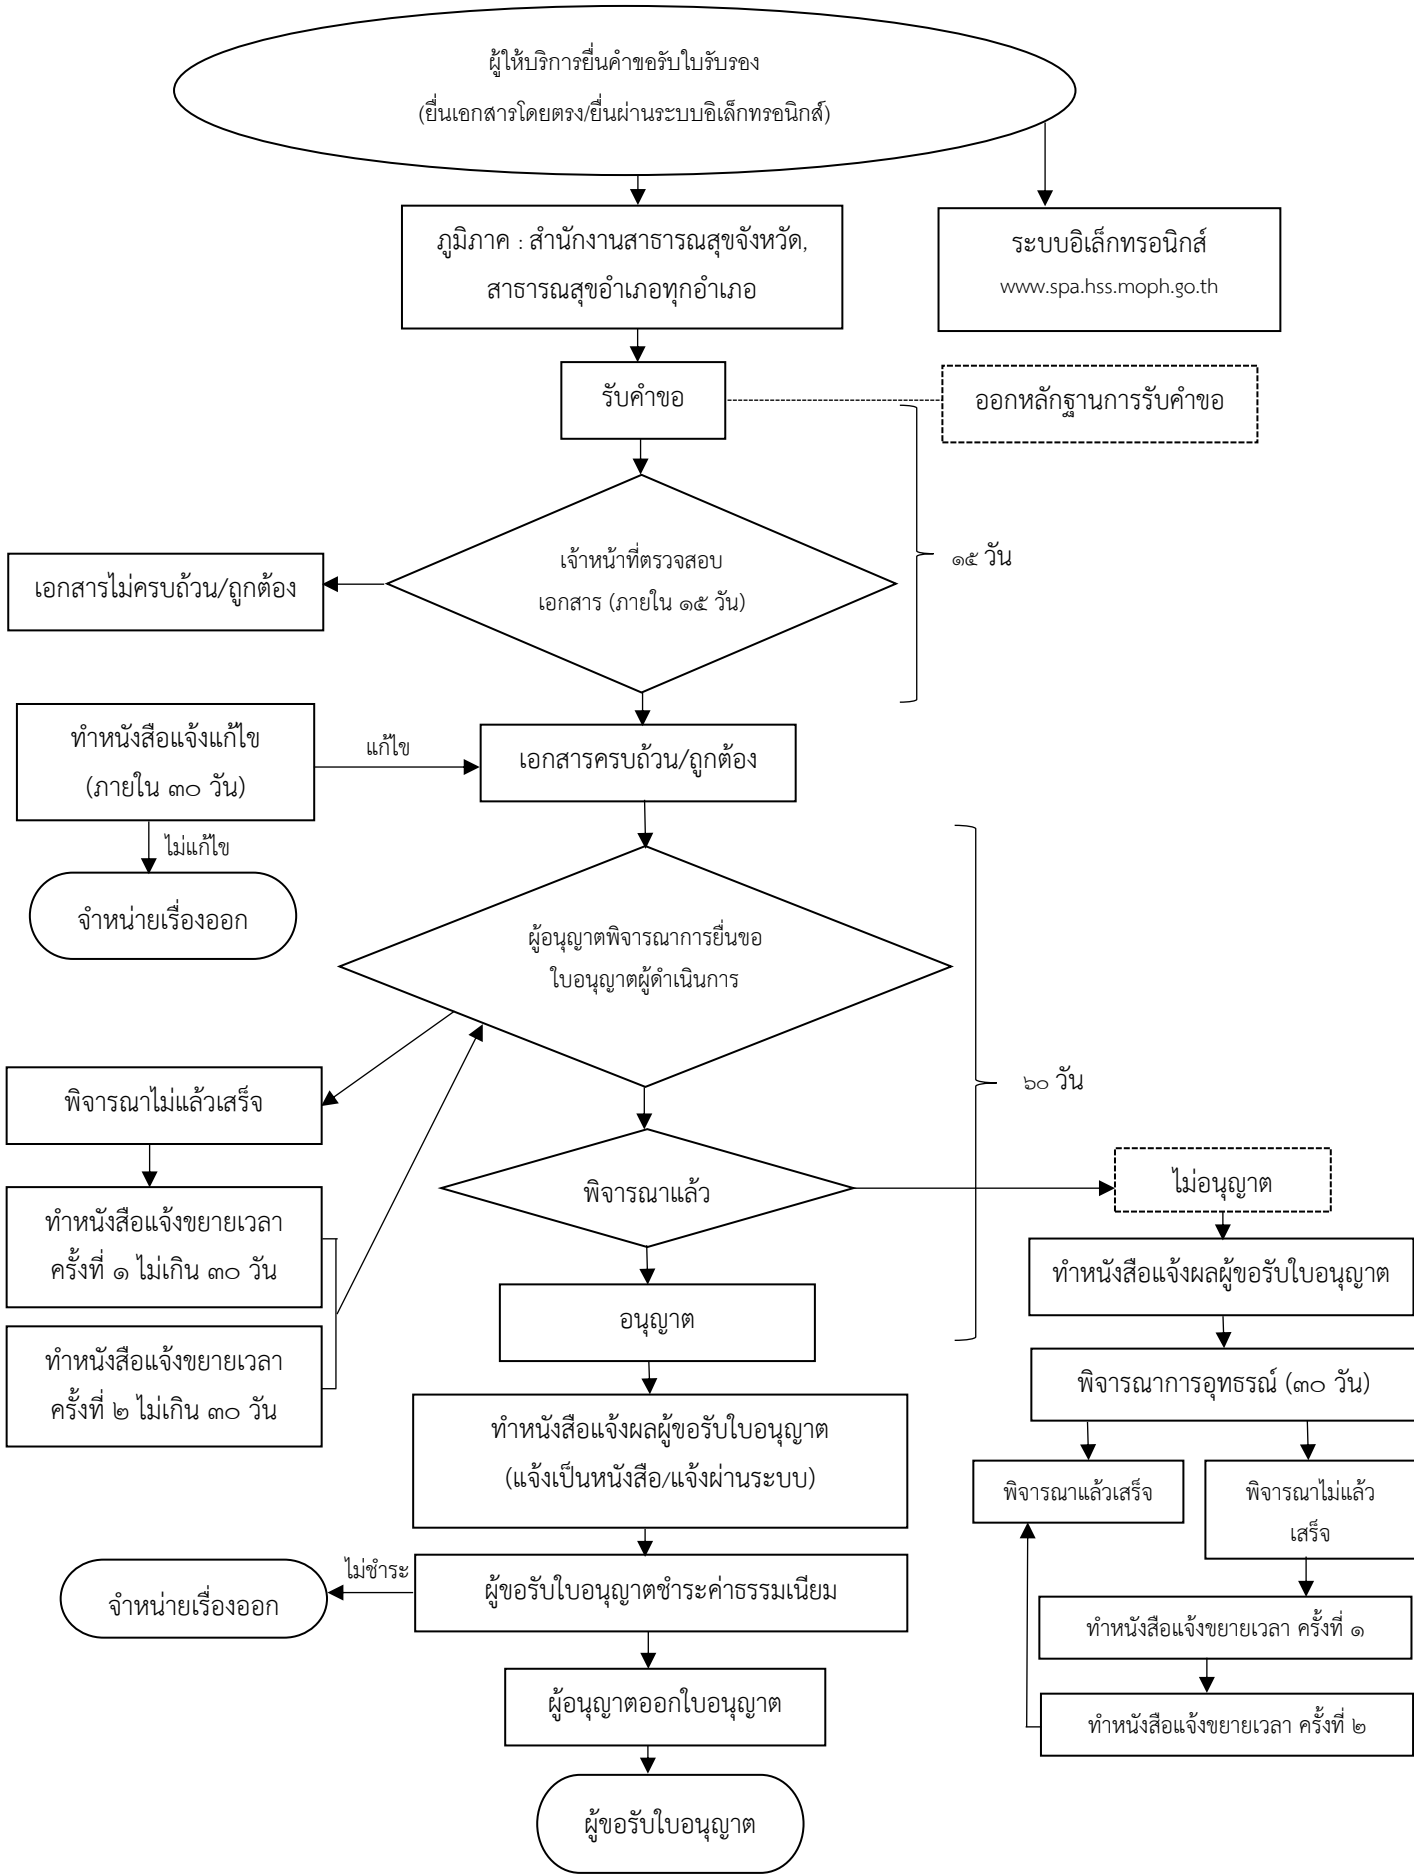 ผู้ให้บริการยื่นคำขอรับใบรับรอง
(ยื่นเอกสารโดยตรง/ยื่นผ่านระบบอิเล็กทรอนิกส์)
ภูมิภาค : สำนักงานสาธารณสุขจังหวัด,
สาธารณสุขอำเภอทุกอำเภอ
ระบบอิเล็กทรอนิกส์
www.spa.hss.moph.go.th
รับคำขอ
ออกหลักฐานการรับคำขอ
เจ้าหน้าที่ตรวจสอบ
เอกสาร (ภายใน ๑๕ วัน)
๑๕ วัน
เอกสารไม่ครบถ้วน/ถูกต้อง
ทำหนังสือแจ้งแก้ไข
(ภายใน ๓๐ วัน)
แก้ไข
เอกสารครบถ้วน/ถูกต้อง
ไม่แก้ไข
จำหน่ายเรื่องออก
ผู้อนุญาตพิจารณาการยื่นขอ
ใบอนุญาตผู้ดำเนินการ
๖๐ วัน
พิจารณาไม่แล้วเสร็จ
พิจารณาแล้ว
ไม่อนุญาต
ทำหนังสือแจ้งขยายเวลา
ครั้งที่ ๑ ไม่เกิน ๓๐ วัน
ทำหนังสือแจ้งผลผู้ขอรับใบอนุญาต
อนุญาต
ทำหนังสือแจ้งขยายเวลา
ครั้งที่ ๒ ไม่เกิน ๓๐ วัน
พิจารณาการอุทธรณ์ (๓๐ วัน)
ทำหนังสือแจ้งผลผู้ขอรับใบอนุญาต
(แจ้งเป็นหนังสือ/แจ้งผ่านระบบ)
พิจารณาแล้วเสร็จ
พิจารณาไม่แล้ว
เสร็จ
ไม่ชำระ
จำหน่ายเรื่องออก
ผู้ขอรับใบอนุญาตชำระค่าธรรมเนียม
ทำหนังสือแจ้งขยายเวลา ครั้งที่ ๑
ผู้อนุญาตออกใบอนุญาต
ทำหนังสือแจ้งขยายเวลา ครั้งที่ ๒
ผู้ขอรับใบอนุญาต